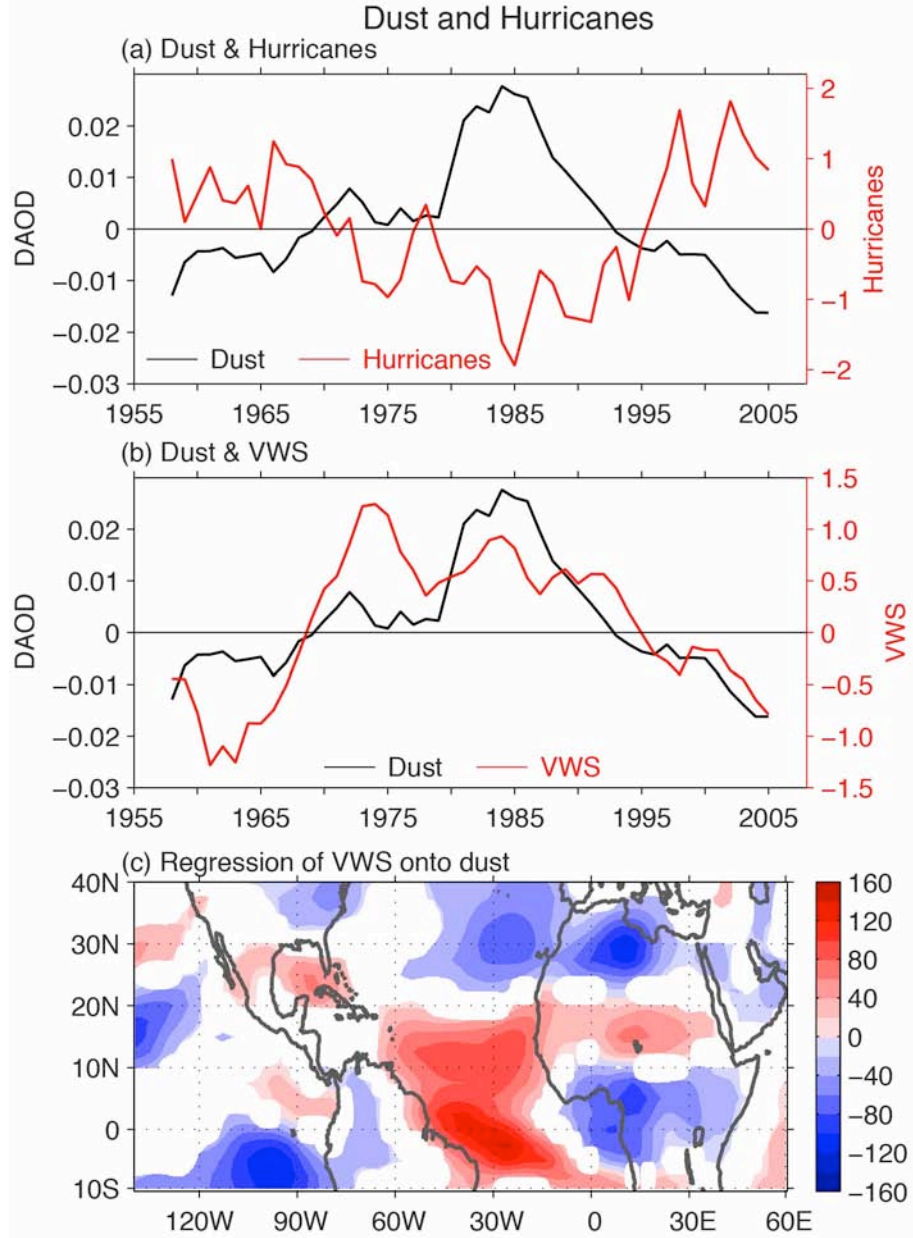 Dust and Hurricanes
(a) Dust & Hurricanes
0.02
0.01
0
−0.01
−0.02
−0.03
DAOD
2
1
0
−1
−2
Hurricanes
Dust
Hurricanes
1955
1965
1975
1985
1995
2005
(b) Dust & VWS
0.02
0.01
0
−0.01
−0.02
−0.03
DAOD
1.5
1.0
0.5
0
−0.5
−1.0
−1.5
VWS
Dust
VWS
1955
1965
1975
1985
1995
2005
(c) Regression of VWS onto dust
40N
30N
20N
10N
0
10S
120W
90W
60W
30W
0
30E
60E
160
120
80
40
0
−40
−80
−120
−160